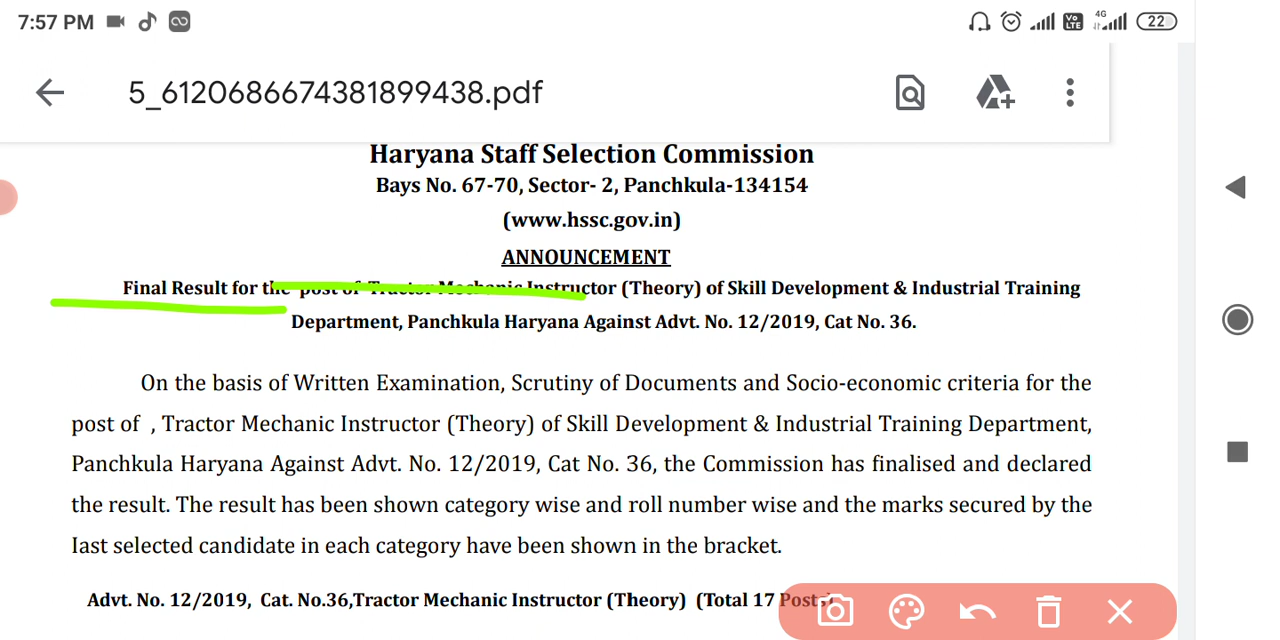 7:57 PM
4G
Vo
LTE
22
5_6120686674381899438.pdf
Haryana Staff Selection Commission
Bays No. 67-70, Sector- 2, Panchkula-134154
(www.hssc.gov.in)
ANNOUNCEMENT
Final Result for the post of Tractor Mechanic Instructor (Theory) of Skill Development & Industrial Training
Department, Panchkula Haryana Against Advt. No. 12/2019, Cat No. 36.
On the basis of Written Examination, Scrutiny of Documents and Socio-economic criteria for the
post of , Tractor Mechanic Instructor (Theory) of Skill Development & Industrial Training Department,
Panchkula Haryana Against Advt. No. 12/2019, Cat No. 36, the Commission has finalised and declared
the result. The result has been shown category wise and roll number wise and the marks secured by the
last selected candidate in each category have been shown in the bracket.
Advt. No. 12/2019, Cat. No.36,Tractor Mechanic Instructor (Theory) (Total 17 Posts)